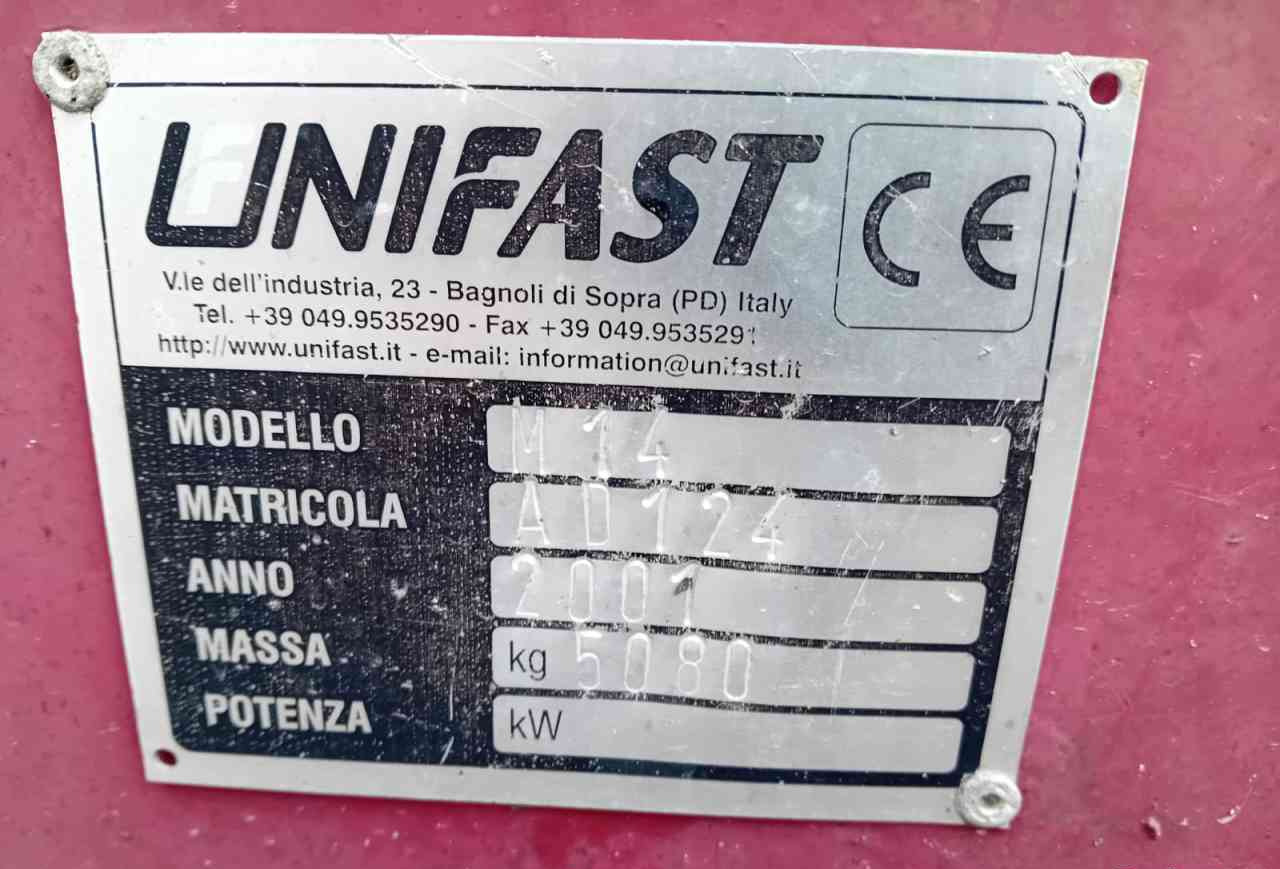 UNIFAST
CE
V.le dell'industria, 23 - Bagnoli di Sopra (PD) Italy
Tel. +39 049.9535290 - Fax +39 049.9535291
http://www.unifast.it - e-mail: information@unifast.it
MODELLO M14
MATRICOLA AD124
ANNO 2001
MASSA kg 5080
POTENZA kW